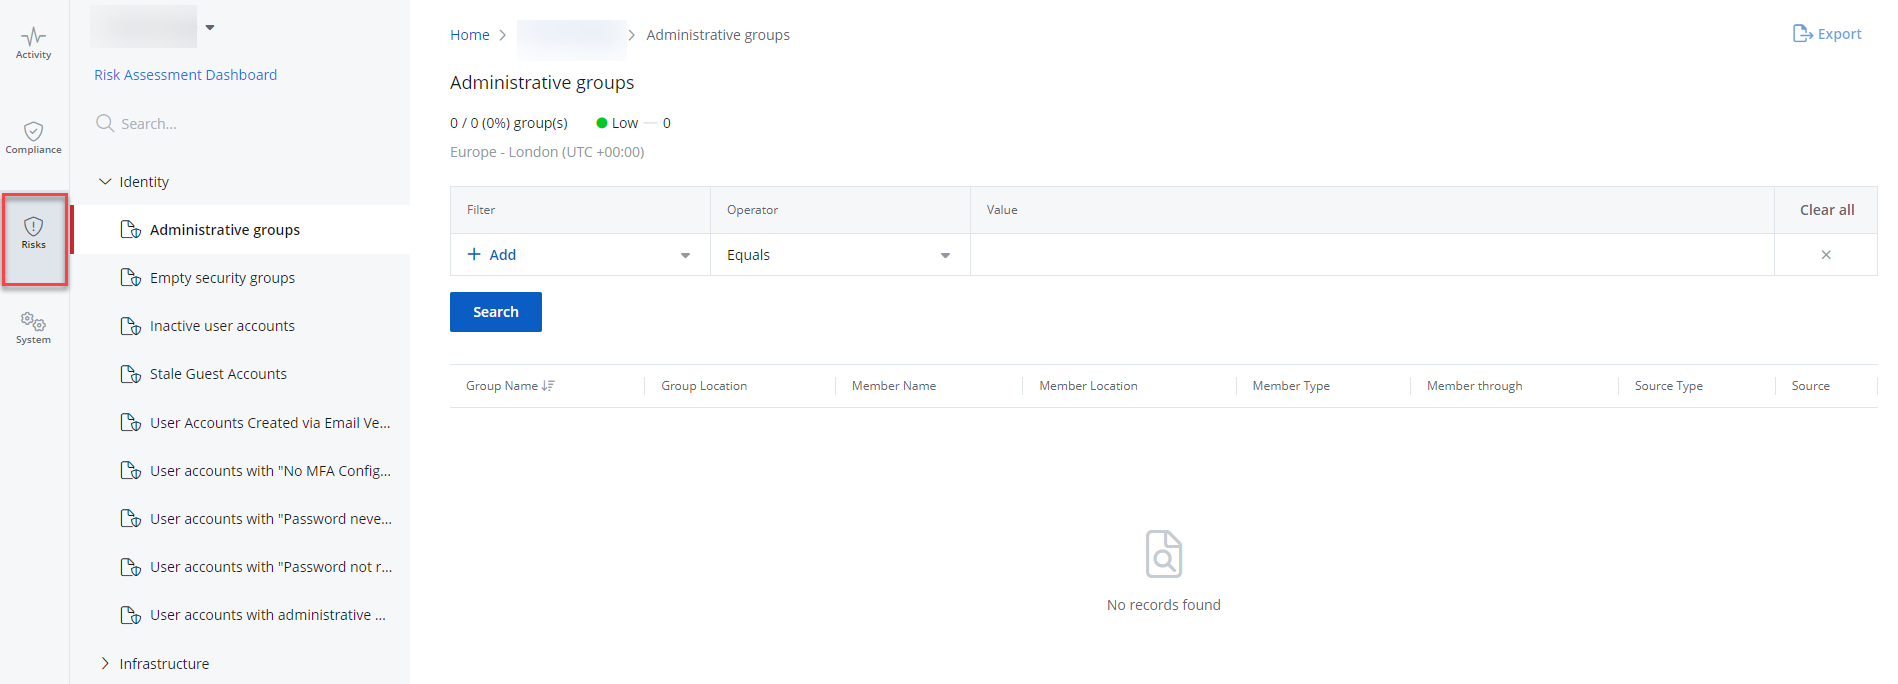 Activity
Compliance
Risks
System
Risk Assessment Dashboard
Search...
Identity
Administrative groups
Empty security groups
Inactive user accounts
Stale Guest Accounts
User Accounts Created via Email Ve...
User accounts with "No MFA Config...
User accounts with "Password neve...
User accounts with "Password not r...
User accounts with administrative ...
Infrastructure
Home > > Administrative groups
Export
Administrative groups
0 / 0 (0%) group(s) Low — 0
Europe - London (UTC +00:00)
Filter Operator Value Clear all
+ Add Equals ×
Search
Group Name Group Location Member Name Member Location Member Type Member through Source Type Source
No records found